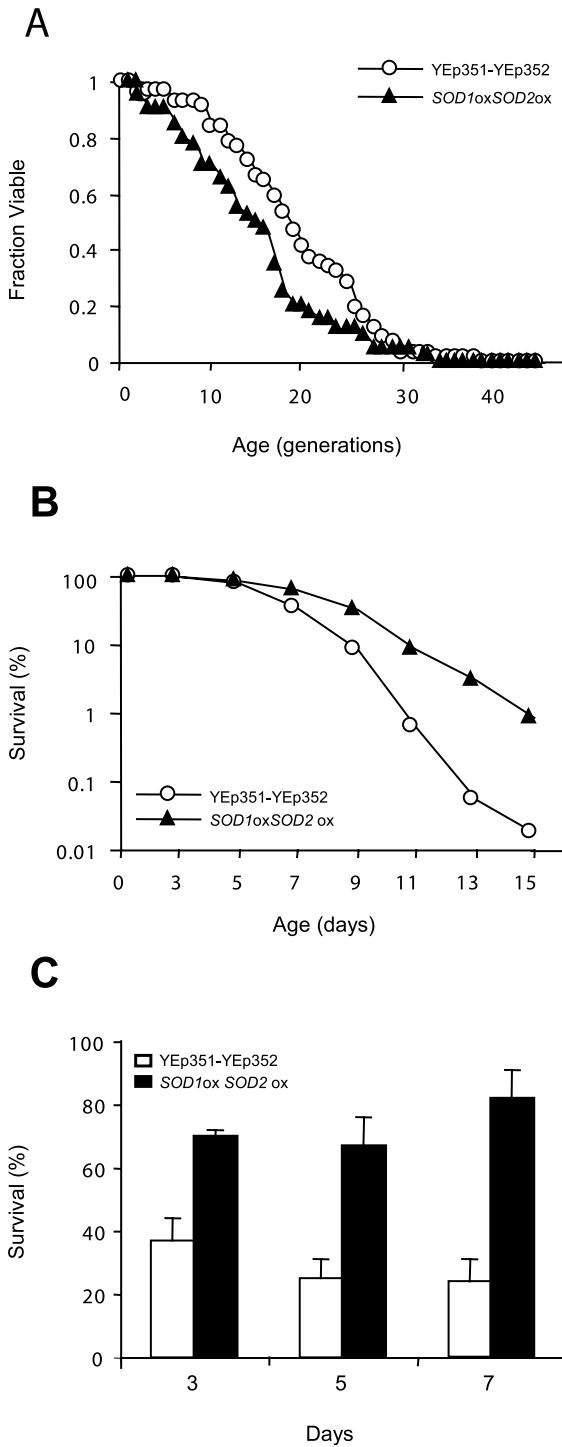 A
YEp351-YEp352
SOD1oxSOD2ox
Fraction Viable
1
0.8
0.6
0.4
0.2
0
0 10 20 30 40
Age (generations)
B
Survival (%)
100
10
1
0.1
0.01
YEp351-YEp352
SOD1oxSOD2 ox
0 3 5 7 9 11 13 15
Age (days)
C
Survival (%)
100
80
60
40
20
0
YEp351-YEp352
SOD1ox SOD2 ox
3 5 7
Days